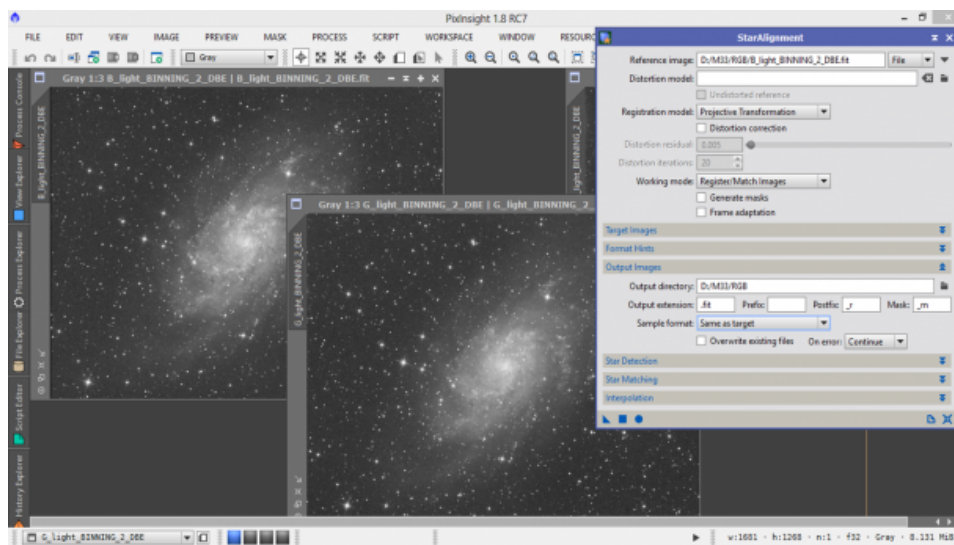 PixInsight 1.8 RC7
FILE EDIT VIEW IMAGE PREVIEW MASK PROCESS SCRIPT WORKSPACE WINDOW RESOUR
Gray
Process Console
View Explorer
Process Explorer
File Explorer
Script Editor
History Explorer
Gray 1:3 B_light_BINNING_2_DBE | B_light_BINNING_2_DBE.fit
B_light_BINNING_2_DBE
Gray 1:3 G_light_BINNING_2_DBE | G_light_BINNING_2_
G_light_BINNING_2_DBE
StarAlignment
Reference image: D:/M33/RGB/B_light_BINNING_2_DBE.fit File
Distortion model:
Undistorted reference
Registration model: Projective Transformation
Distortion correction
Distortion residual: 0.005
Distortion iterations: 20
Working mode: Register/Match Images
Generate masks
Frame adaptation
Target Images
Format Hints
Output Images
Output directory: D:/M33/RGB
Output extension: .fit Prefix: Postfix: _r Mask: _m
Sample format: Same as target
Overwrite existing files On error: Continue
Star Detection
Star Matching
Interpolation
G_light_BINNING_2_DBE
w:1681 · h:1268 · n:1 · f32 · Gray · 8.131 MiB